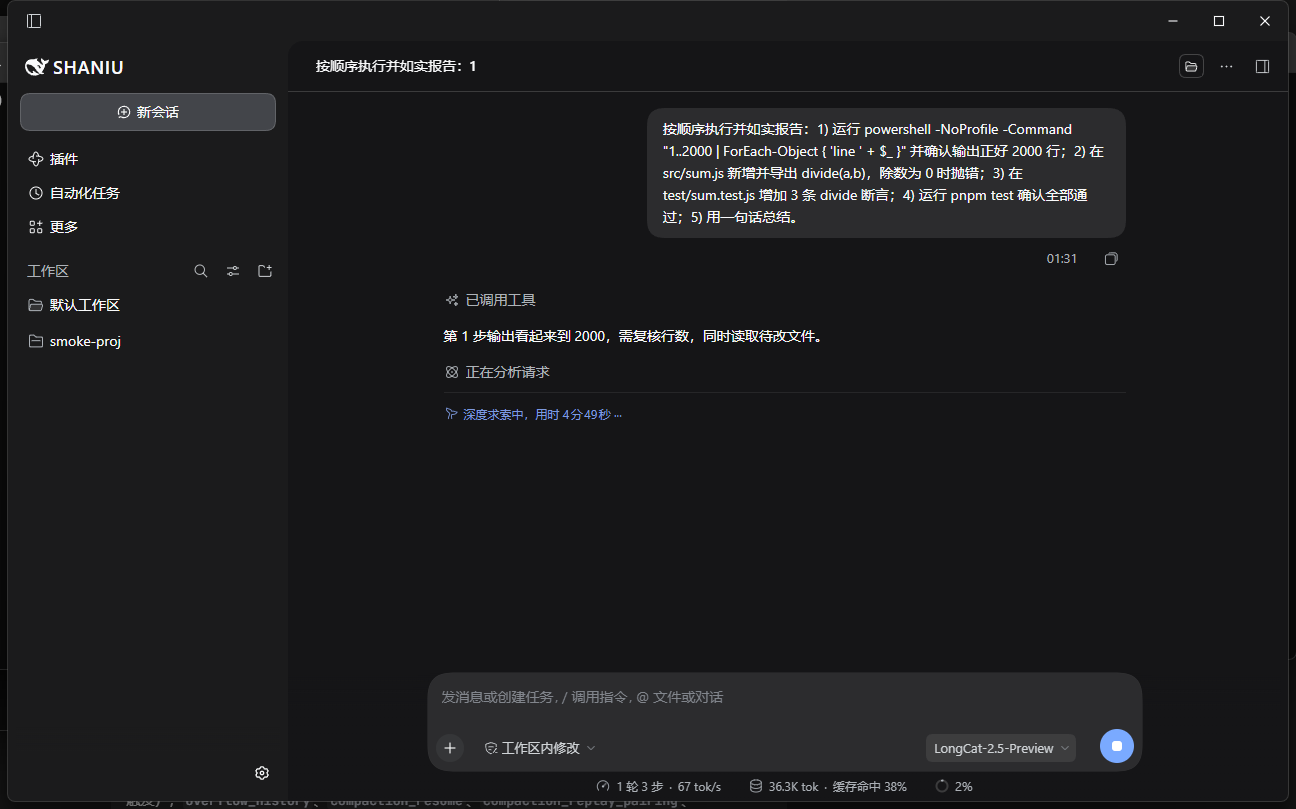 SHANIU
新会话
插件
自动化任务
更多
工作区
默认工作区
smoke-proj
按顺序执行并如实报告：1
按顺序执行并如实报告：1) 运行 powershell -NoProfile -Command
"1..2000 | ForEach-Object { 'line ' + $_ }" 并确认输出正好 2000 行；2) 在
src/sum.js 新增并导出 divide(a,b)，除数为 0 时抛错；3) 在
test/sum.test.js 增加 3 条 divide 断言；4) 运行 pnpm test 确认全部通
过；5) 用一句话总结。
01:31
已调用工具
第 1 步输出看起来到 2000，需复核行数，同时读取待改文件。
正在分析请求
深度求索中，用时 4分49秒 ...
发消息或创建任务, / 调用指令, @ 文件或对话
工作区内修改
LongCat-2.5-Preview
1 轮 3 步 · 67 tok/s
36.3K tok · 缓存命中 38%
2%